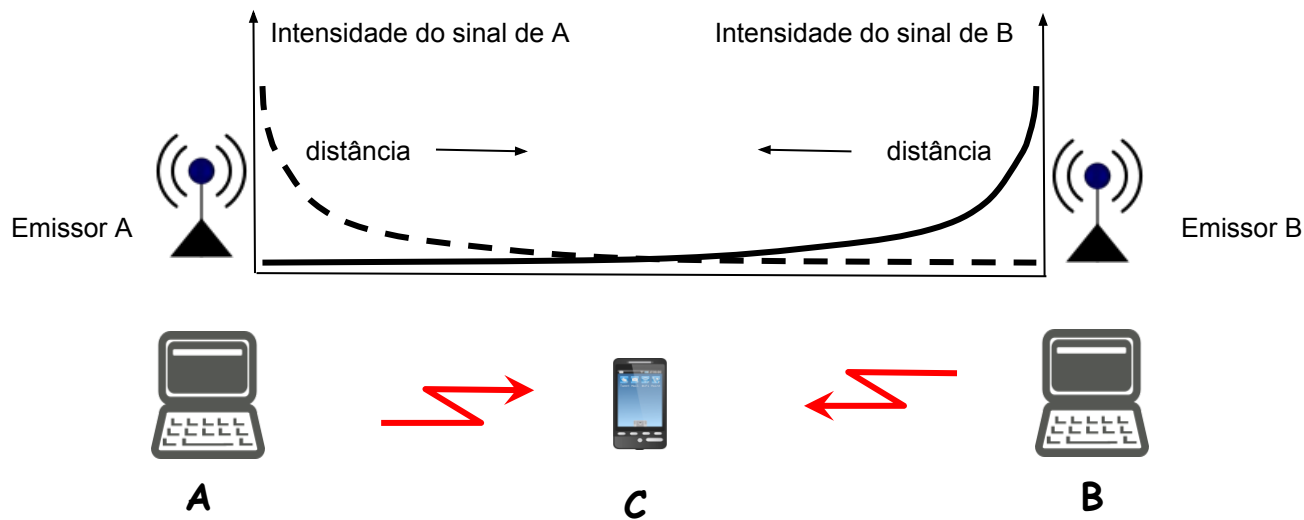 Intensidade do sinal de A
Intensidade do sinal de B
distância
distância
Emissor A
Emissor B
A
C
B